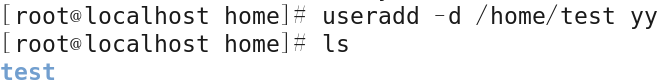 [root@localhost home]# useradd -d /home/test yy
[root@localhost home]# ls
test